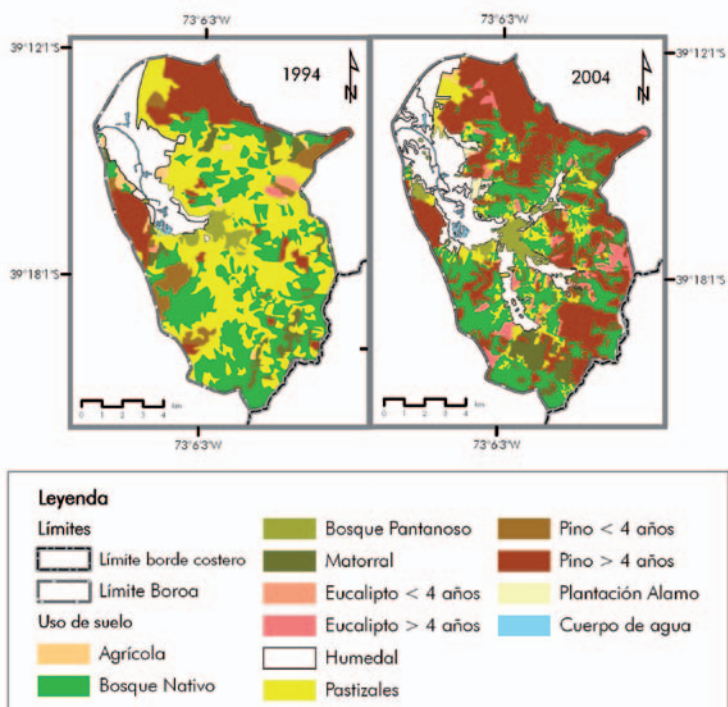 73°6'3"W
73°6'3"W
39°12'1"S
39°12'1"S
1994
N
2004
N
39°18'1"S
39°18'1"S
0 1 2 3 4
km
0 1 2 3 4
km
73°6'3"W
73°6'3"W
Leyenda
Límites
Límite borde costero
Límite Boroa
Uso de suelo
Agrícola
Bosque Nativo
Bosque Pantanoso
Matorral
Eucalipto < 4 años
Eucalipto > 4 años
Humedal
Pastizales
Pino < 4 años
Pino > 4 años
Plantación Alamo
Cuerpo de agua